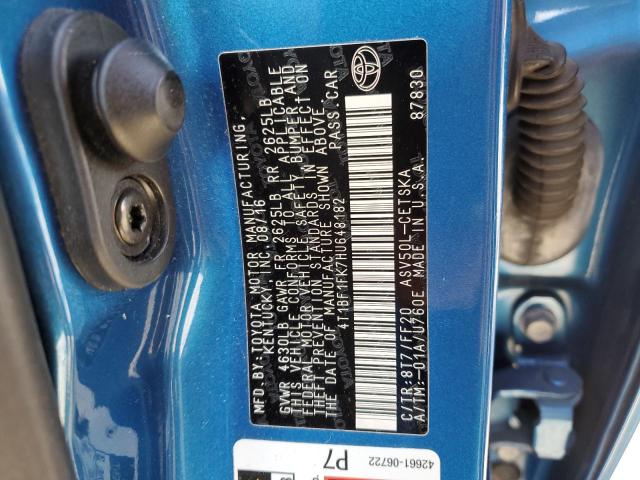 MFD BY:TOYOTA MOTOR MANUFACTURING,
KENTUCKY, INC. 08/16
GVWR 4630LB GAWR FR 2625LB RR 2625LB
THIS VEHICLE CONFORMS TO ALL APPLICABLE
FEDERAL MOTOR VEHICLE SAFETY, BUMPER AND
THEFT PREVENTION STANDARDS IN EFFECT ON
THE DATE OF MANUFACTURE SHOWN ABOVE.
4T1BF1FK7HU648182 PASS CAR
C/TR:8T7/FF20 ASV50L-CETSKA
A/TM:-01A/U760E MADE IN U.S.A. 87830
TOYOTA
42661-06722
P7